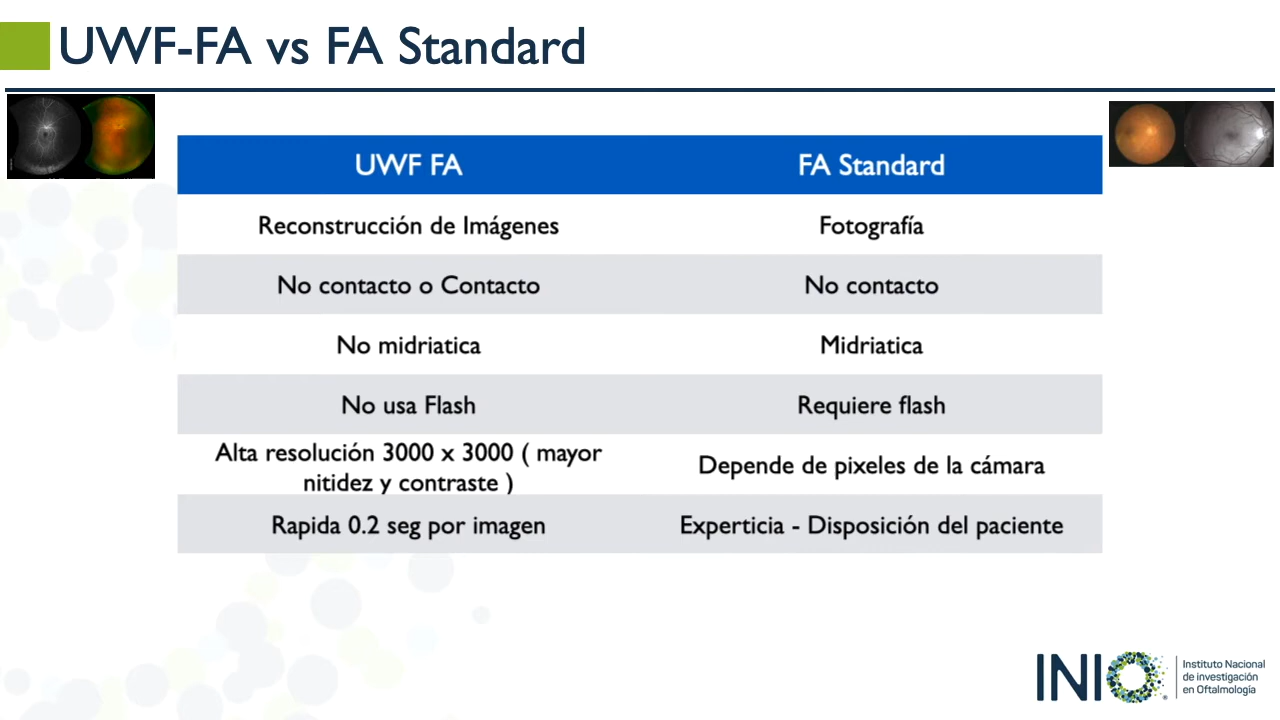 UWF-FA vs FA Standard
UWF FA
FA Standard
Reconstrucción de Imágenes
Fotografía
No contacto o Contacto
No contacto
No midriatica
Midriatica
No usa Flash
Requiere flash
Alta resolución 3000 x 3000 ( mayor
nitidez y contraste )
Depende de pixeles de la cámara
Rapida 0.2 seg por imagen
Experticia - Disposición del paciente
INIO
Instituto Nacional
de investigación
en Oftalmología